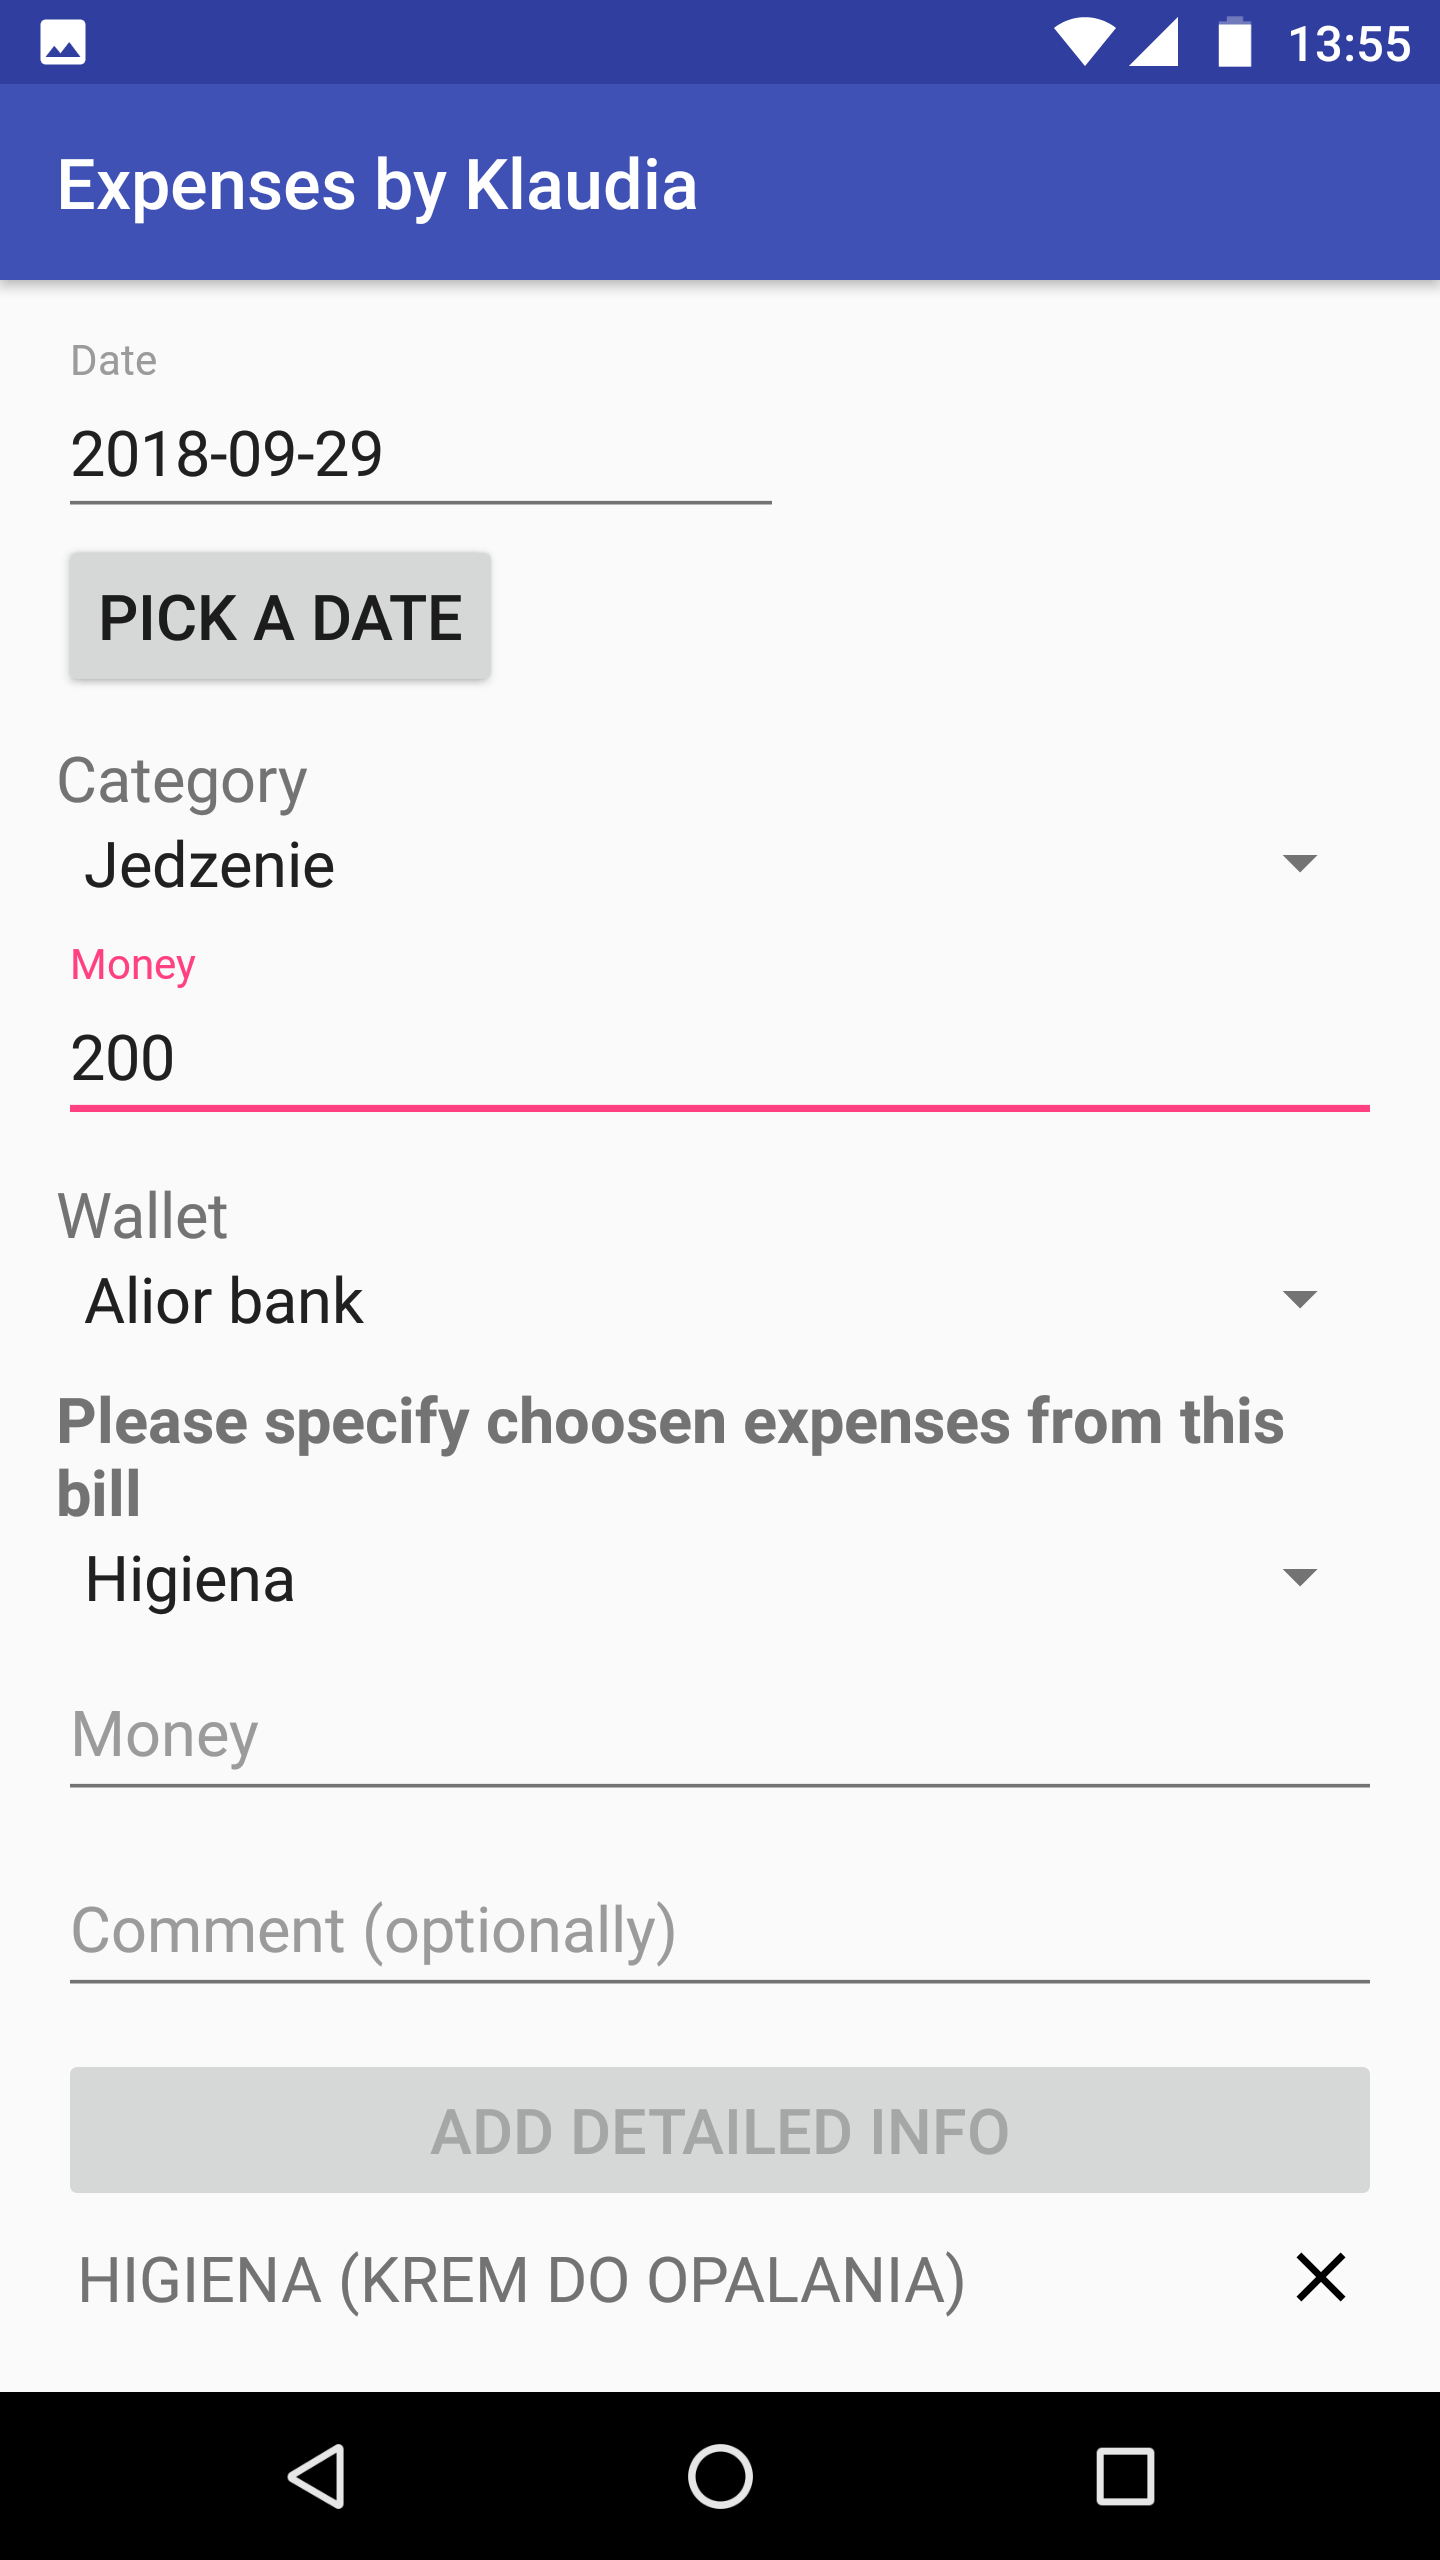 13:55
Expenses by Klaudia
Date
2018-09-29
PICK A DATE
Category
Jedzenie
Money
200
Wallet
Alior bank
Please specify choosen expenses from this
bill
Higiena
Money
Comment (optionally)
ADD DETAILED INFO
HIGIENA (KREM DO OPALANIA)